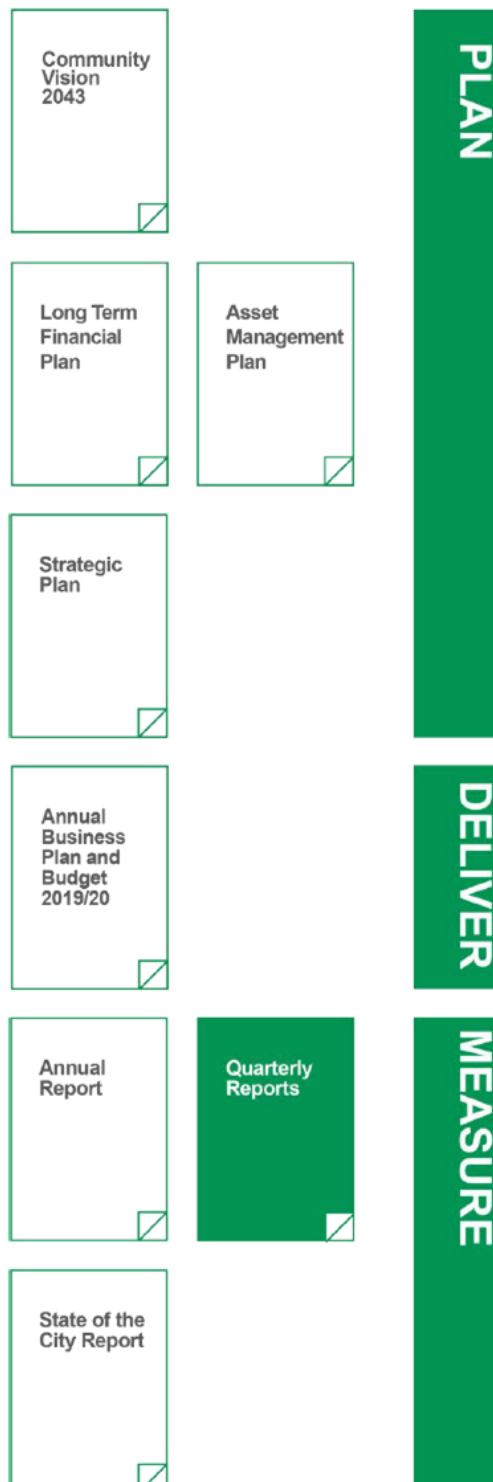 Community
Vision
2043
PLAN
Long Term
Financial
Plan
Asset
Management
Plan
Strategic
Plan
Annual
Business
Plan and
Budget
2019/20
DELIVER
Annual
Report
Quarterly
Reports
MEASURE
State of the
City Report